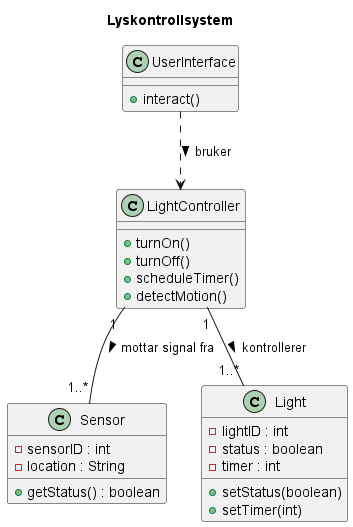 Lyskontrollsystem
C UserInterface
interact()
bruker
C LightController
turnOn()
turnOff()
scheduleTimer()
detectMotion()
1
1
mottar signal fra
kontrollerer
1..*
1..*
C Sensor
sensorID : int
location : String
getStatus() : boolean
C Light
lightID : int
status : boolean
timer : int
setStatus(boolean)
setTimer(int)